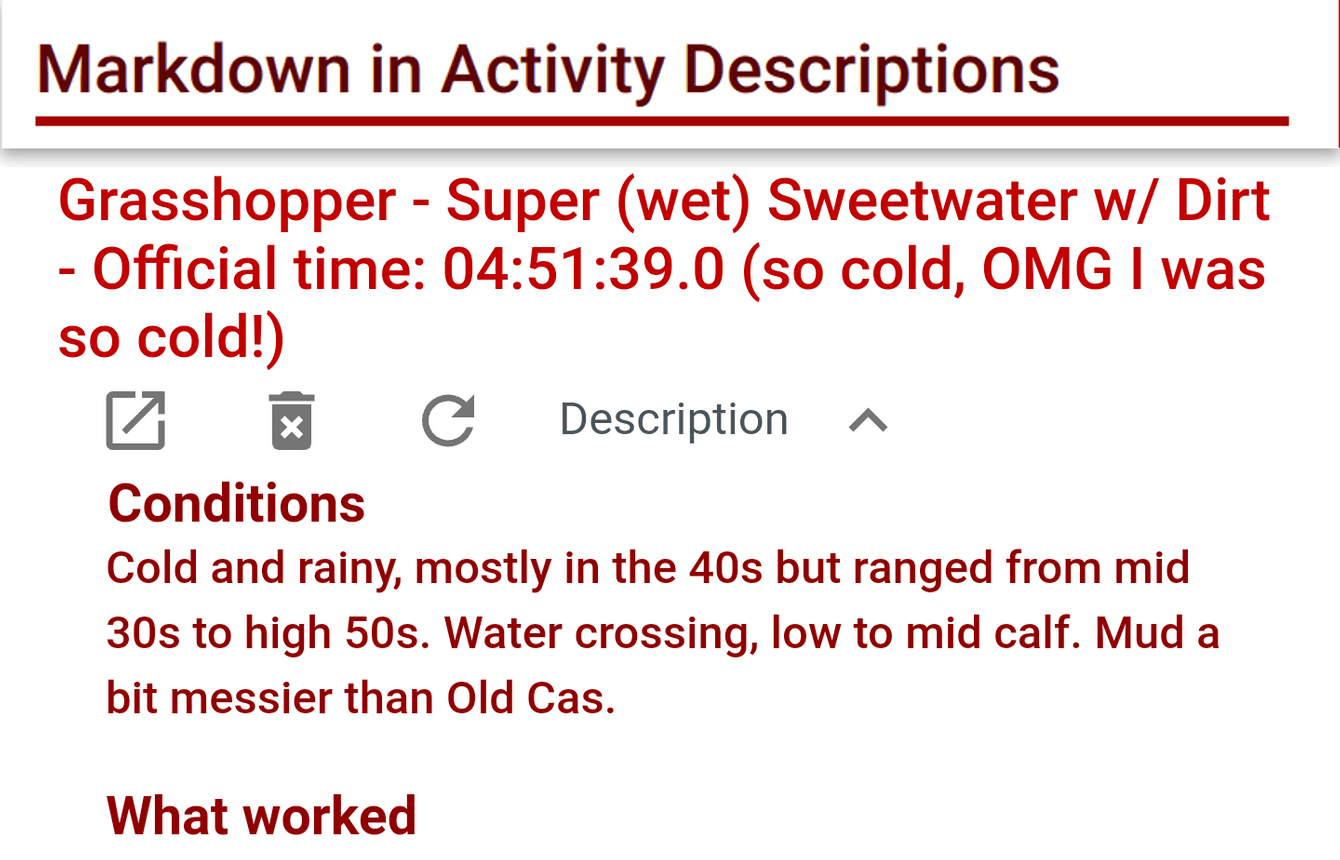 Markdown in Activity Descriptions
Grasshopper - Super (wet) Sweetwater w/ Dirt
- Official time: 04:51:39.0 (so cold, OMG I was
so cold!)
Description
Conditions
Cold and rainy, mostly in the 40s but ranged from mid
30s to high 50s. Water crossing, low to mid calf. Mud a
bit messier than Old Cas.
What worked